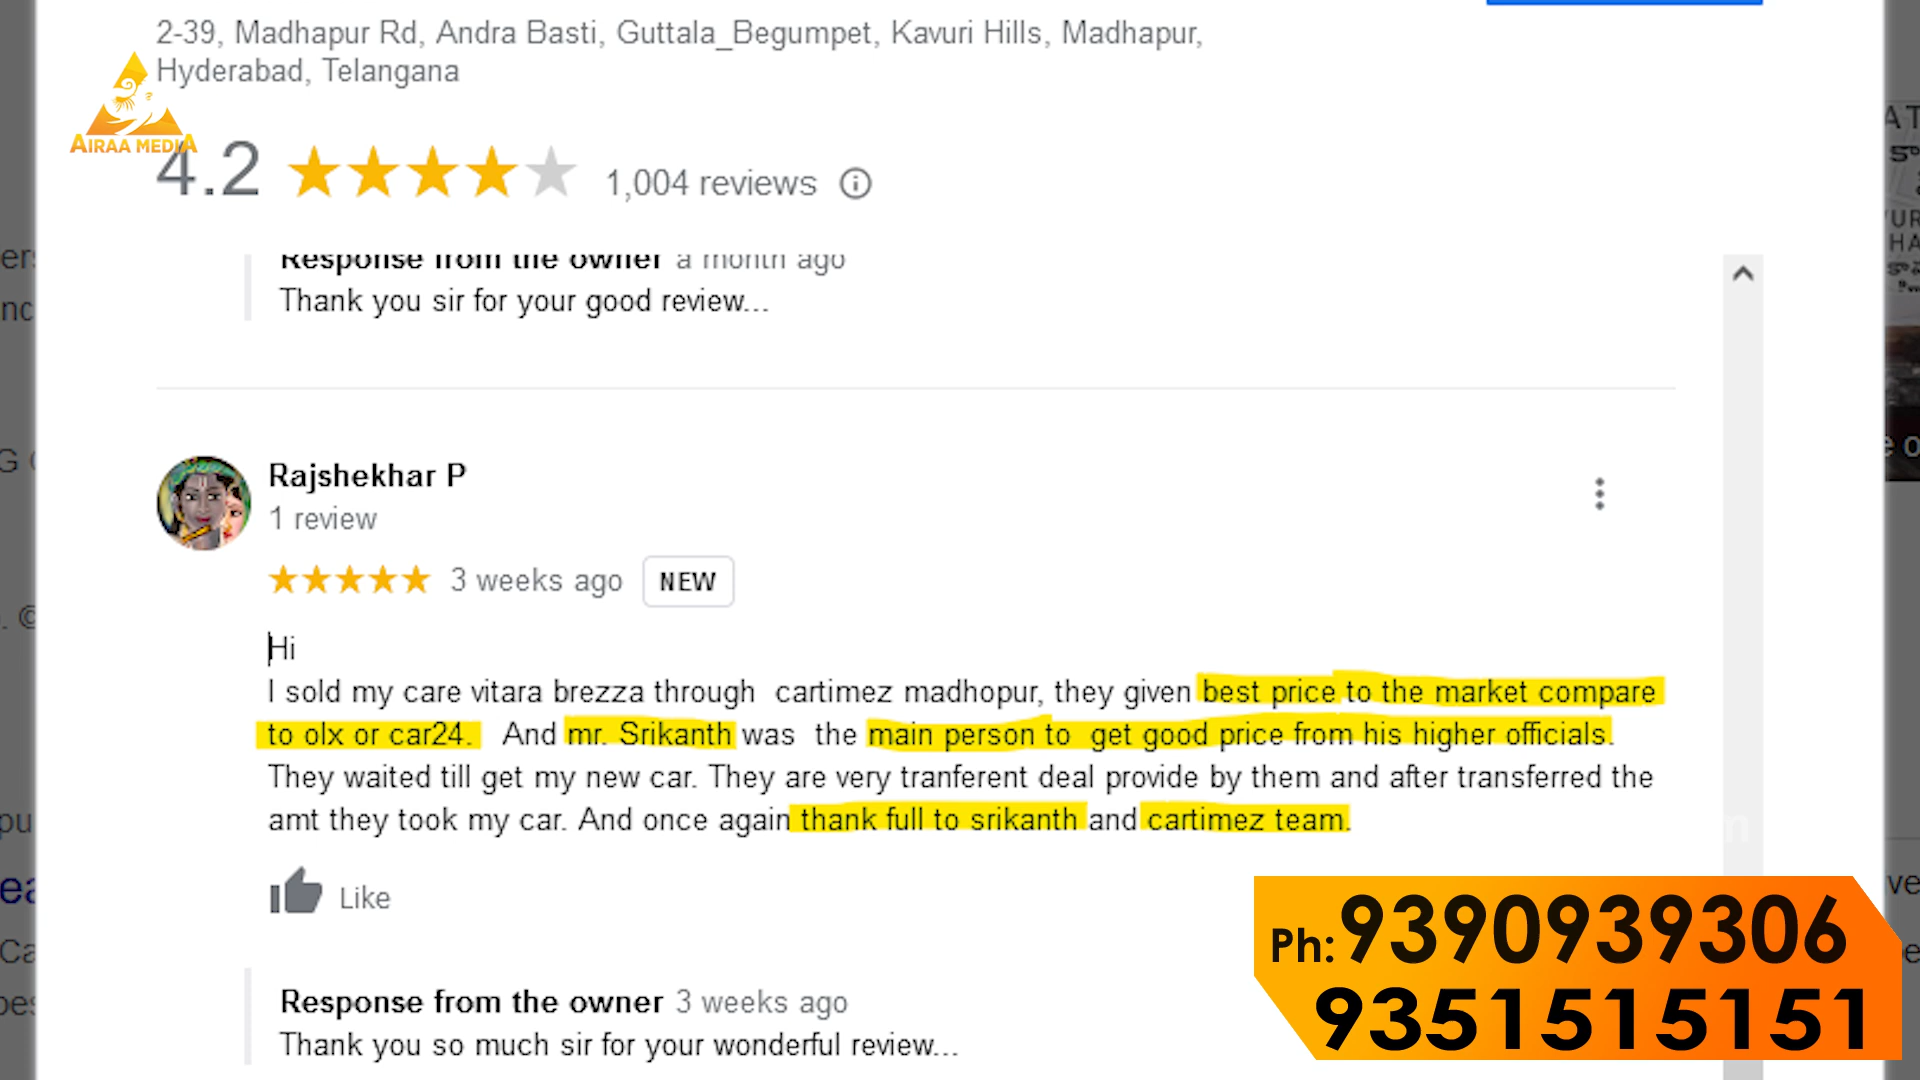 2-39, Madhapur Rd, Andra Basti, Guttala_Begumpet, Kavuri Hills, Madhapur,
Hyderabad, Telangana
AIRAA MEDIA
4.2 1,004 reviews
Response from the owner a month ago
Thank you sir for your good review...
Rajshekhar P
1 review
3 weeks ago NEW
Hi
I sold my care vitara brezza through cartimez madhopur, they given best price to the market compare
to olx or car24. And mr. Srikanth was the main person to get good price from his higher officials.
They waited till get my new car. They are very tranferent deal provide by them and after transferred the
amt they took my car. And once again thank full to srikanth and cartimez team.
Like
Response from the owner 3 weeks ago
Thank you so much sir for your wonderful review...
Ph: 9390939306
9351515151